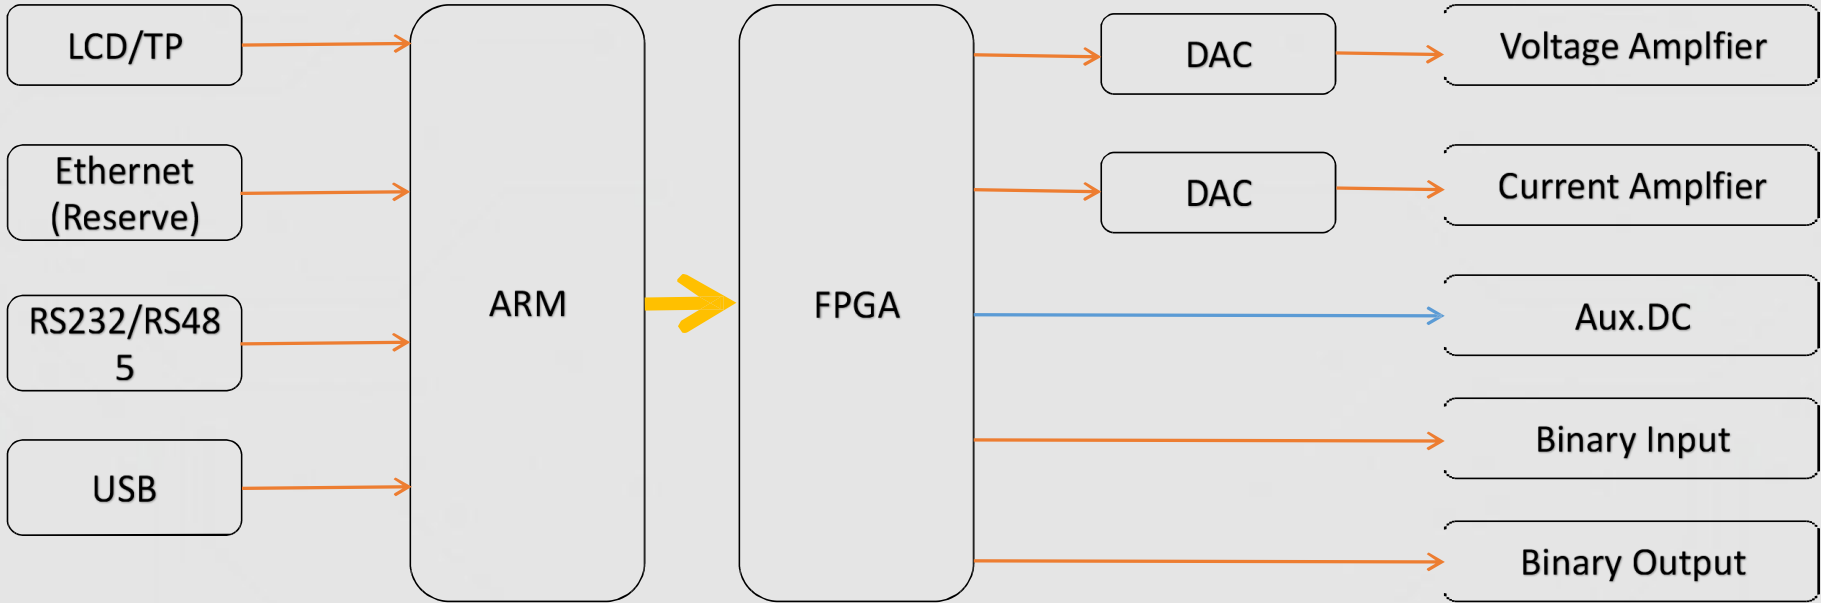 LCD/TP
Ethernet
(Reserve)
RS232/RS48
5
USB
ARM
FPGA
DAC
DAC
Voltage Amplfier
Current Amplfier
Aux.DC
Binary Input
Binary Output